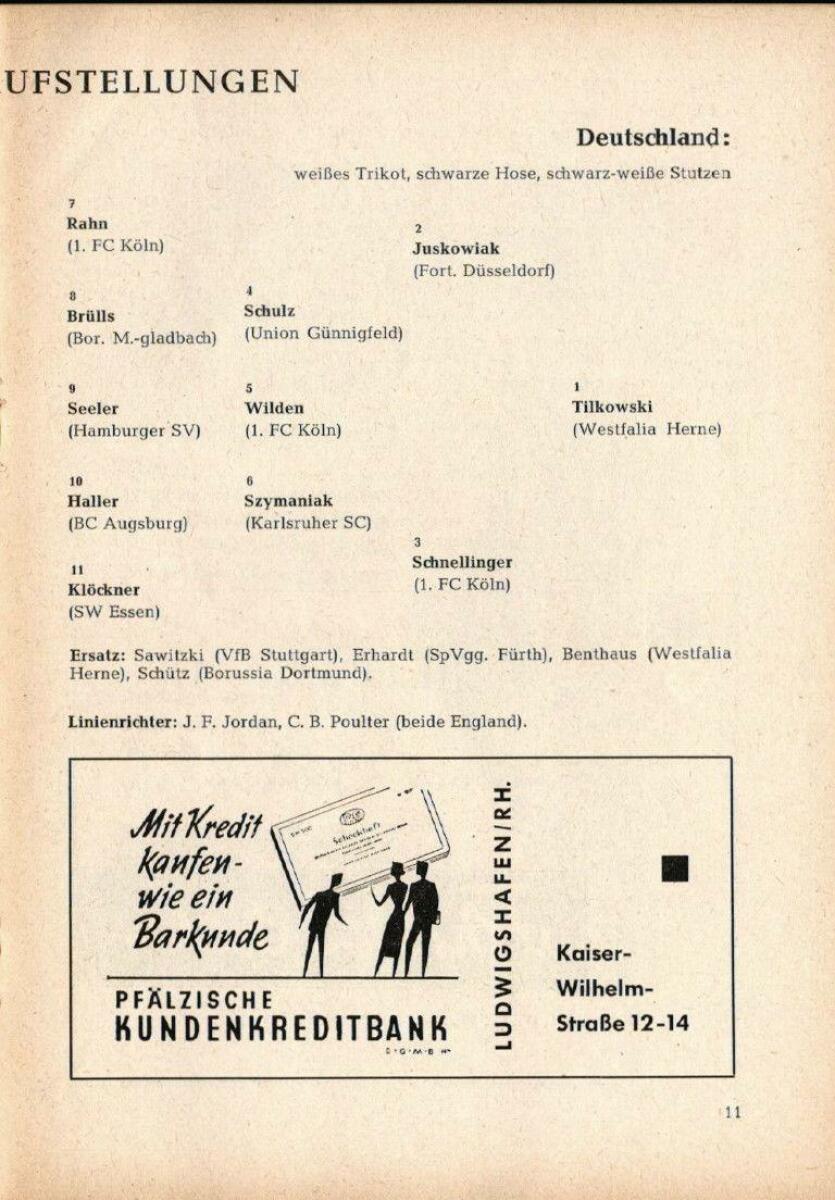 UFSTELLUNGEN
Deutschland:
weißes Trikot, schwarze Hose, schwarz-weiße Stutzen
7
Rahn
(1. FC Köln)
2
Juskowiak
(Fort. Düsseldorf)
8
Brülls
(Bor. M.-gladbach)
4
Schulz
(Union Günnigfeld)
9
Seeler
(Hamburger SV)
5
Wilden
(1. FC Köln)
1
Tilkowski
(Westfalia Herne)
10
Haller
(BC Augsburg)
6
Szymaniak
(Karlsruher SC)
3
Schnellinger
(1. FC Köln)
11
Klöckner
(SW Essen)
Ersatz: Sawitzki (VfB Stuttgart), Erhardt (SpVgg. Fürth), Benthaus (Westfalia
Herne), Schütz (Borussia Dortmund).
Linienrichter: J. F. Jordan, C. B. Poulter (beide England).
Mit Kredit
kaufen-
wie ein
Barkunde
Scheckheft
PFÄLZISCHE
KUNDENKREDITBANK
LUDWIGSHAFEN/RH.
Kaiser-
Wilhelm-
Straße 12-14
11